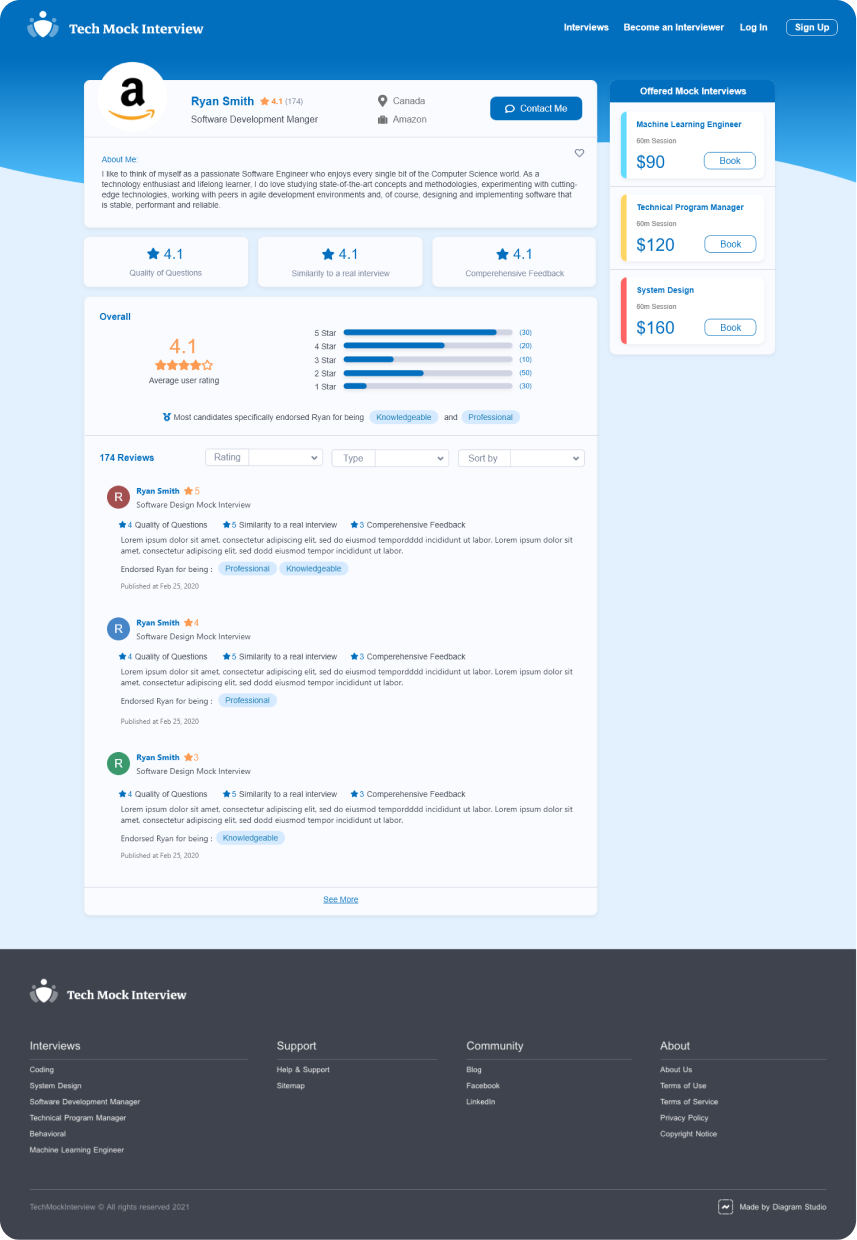 Tech Mock Interview
Interviews Become an Interviewer Log In Sign Up
Ryan Smith 4.1 (174)
Software Development Manger
Canada
Amazon
Contact Me
About Me:
I like to think of myself as a passionate Software Engineer who enjoys every single bit of the Computer Science world. As a
technology enthusiast and lifelong learner, I do love studying state-of-the-art concepts and methodologies, experimenting with cutting-
edge technologies, working with peers in agile development environments and, of course, designing and implementing software that
is stable, performant and reliable.
Offered Mock Interviews
Machine Learning Engineer
60m Session
$90 Book
Technical Program Manager
60m Session
$120 Book
System Design
60m Session
$160 Book
4.1
Quality of Questions
4.1
Similarity to a real interview
4.1
Comperehensive Feedback
Overall
4.1
Average user rating
5 Star (30)
4 Star (20)
3 Star (10)
2 Star (50)
1 Star (30)
Most candidates specifically endorsed Ryan for being Knowledgeable and Professional
174 Reviews Rating Type Sort by
R
Ryan Smith 5
Software Design Mock Interview
4 Quality of Questions 5 Similarity to a real interview 3 Comperehensive Feedback
Lorem ipsum dolor sit amet, consectetur adipiscing elit, sed do eiusmod tempordddd incididunt ut labor. Lorem ipsum dolor sit
amet, consectetur adipiscing elit, sed dodd eiusmod tempor incididunt ut labor.
Endorsed Ryan for being : Professional Knowledgeable
Published at Feb 25, 2020
R
Ryan Smith 4
Software Design Mock Interview
4 Quality of Questions 5 Similarity to a real interview 3 Comperehensive Feedback
Lorem ipsum dolor sit amet, consectetur adipiscing elit, sed do eiusmod tempordddd incididunt ut labor. Lorem ipsum dolor sit
amet, consectetur adipiscing elit, sed dodd eiusmod tempor incididunt ut labor.
Endorsed Ryan for being : Professional
Published at Feb 25, 2020
R
Ryan Smith 3
Software Design Mock Interview
4 Quality of Questions 5 Similarity to a real interview 3 Comperehensive Feedback
Lorem ipsum dolor sit amet, consectetur adipiscing elit, sed do eiusmod tempordddd incididunt ut labor. Lorem ipsum dolor sit
amet, consectetur adipiscing elit, sed dodd eiusmod tempor incididunt ut labor.
Endorsed Ryan for being : Knowledgeable
Published at Feb 25, 2020
See More
Tech Mock Interview
Interviews
Coding
System Design
Software Development Manager
Technical Program Manager
Behavioral
Machine Learning Engineer
Support
Help & Support
Sitemap
Community
Blog
Facebook
LinkedIn
About
About Us
Terms of Use
Terms of Service
Privacy Policy
Copyright Notice
TechMockInterview © All rights reserved 2021
Made by Diagram Studio